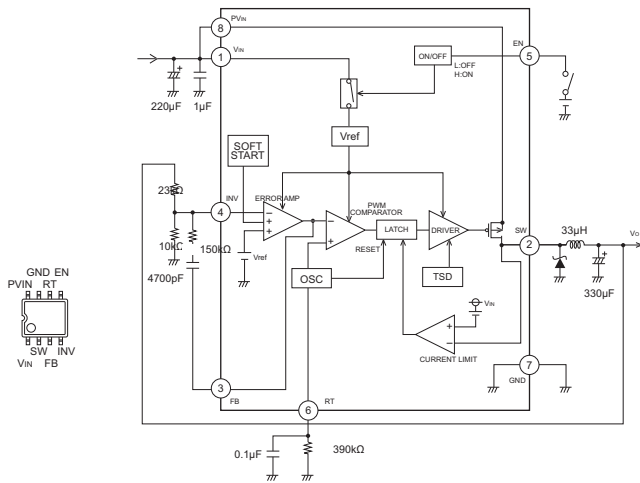 PVIN
8
VIN
1
220μF
1μF
ON/OFF
L:OFF
H:ON
EN
5
Vref
SOFT
START
23kΩ
INV
4
ERROR AMP
PWM
COMPARATOR
LATCH
DRIVER
SW
2
33μH
VO
10kΩ
150kΩ
Vref
RESET
OSC
TSD
330μF
4700pF
VIN
CURRENT LIMIT
7
GND
3
FB
6
RT
0.1μF
390kΩ
GND EN
PVIN RT
SW INV
VIN FB